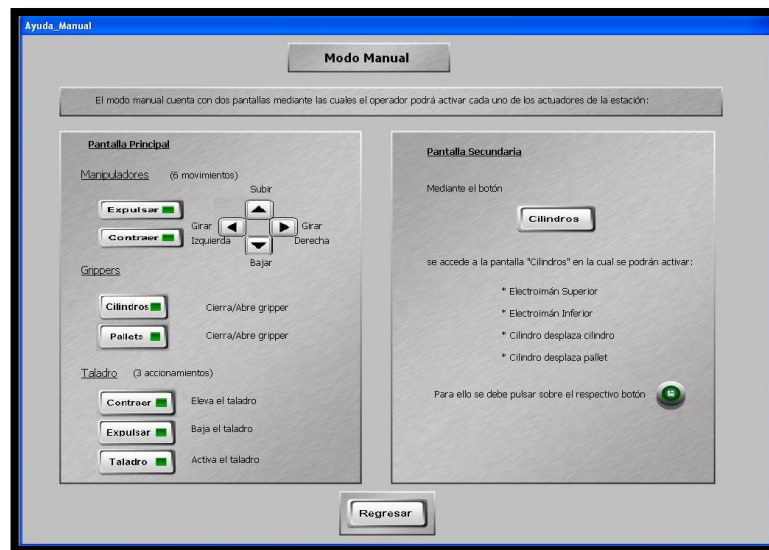 Ayuda_Manual
Modo Manual
El modo manual cuenta con dos pantallas mediante las cuales el operador podrá activar cada uno de los actuadores de la estación:
Pantalla Principal
Manipuladores (6 movimientos)
Subir
Expulsar
Contraer
Girar Izquierda
Girar Derecha
Bajar
Grippers
Cilindros Cierra/Abre gripper
Pallets Cierra/Abre gripper
Taladro (3 accionamientos)
Contraer Eleva el taladro
Expulsar Baja el taladro
Taladro Activa el taladro
Pantalla Secundaria
Mediante el botón
Cilindros
se accede a la pantalla "Cilindros" en la cual se podrán activar:
* Electroimán Superior
* Electroimán Inferior
* Cilindro desplaza cilindro
* Cilindro desplaza pallet
Para ello se debe pulsar sobre el respectivo botón
Regresar